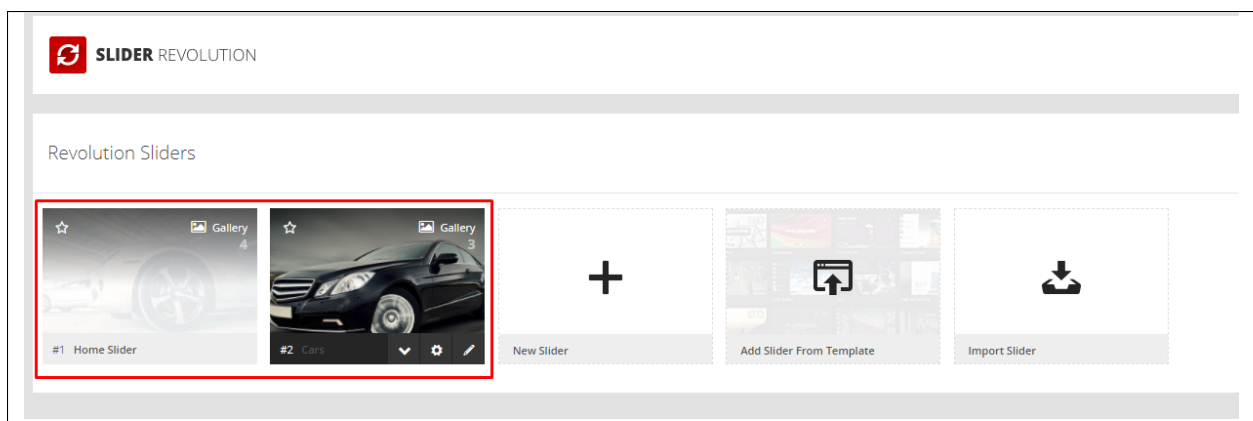 SLIDER REVOLUTION
Revolution Sliders
Gallery
4
#1 Home Slider
Gallery
3
#2 Cars
New Slider
Add Slider From Template
Import Slider